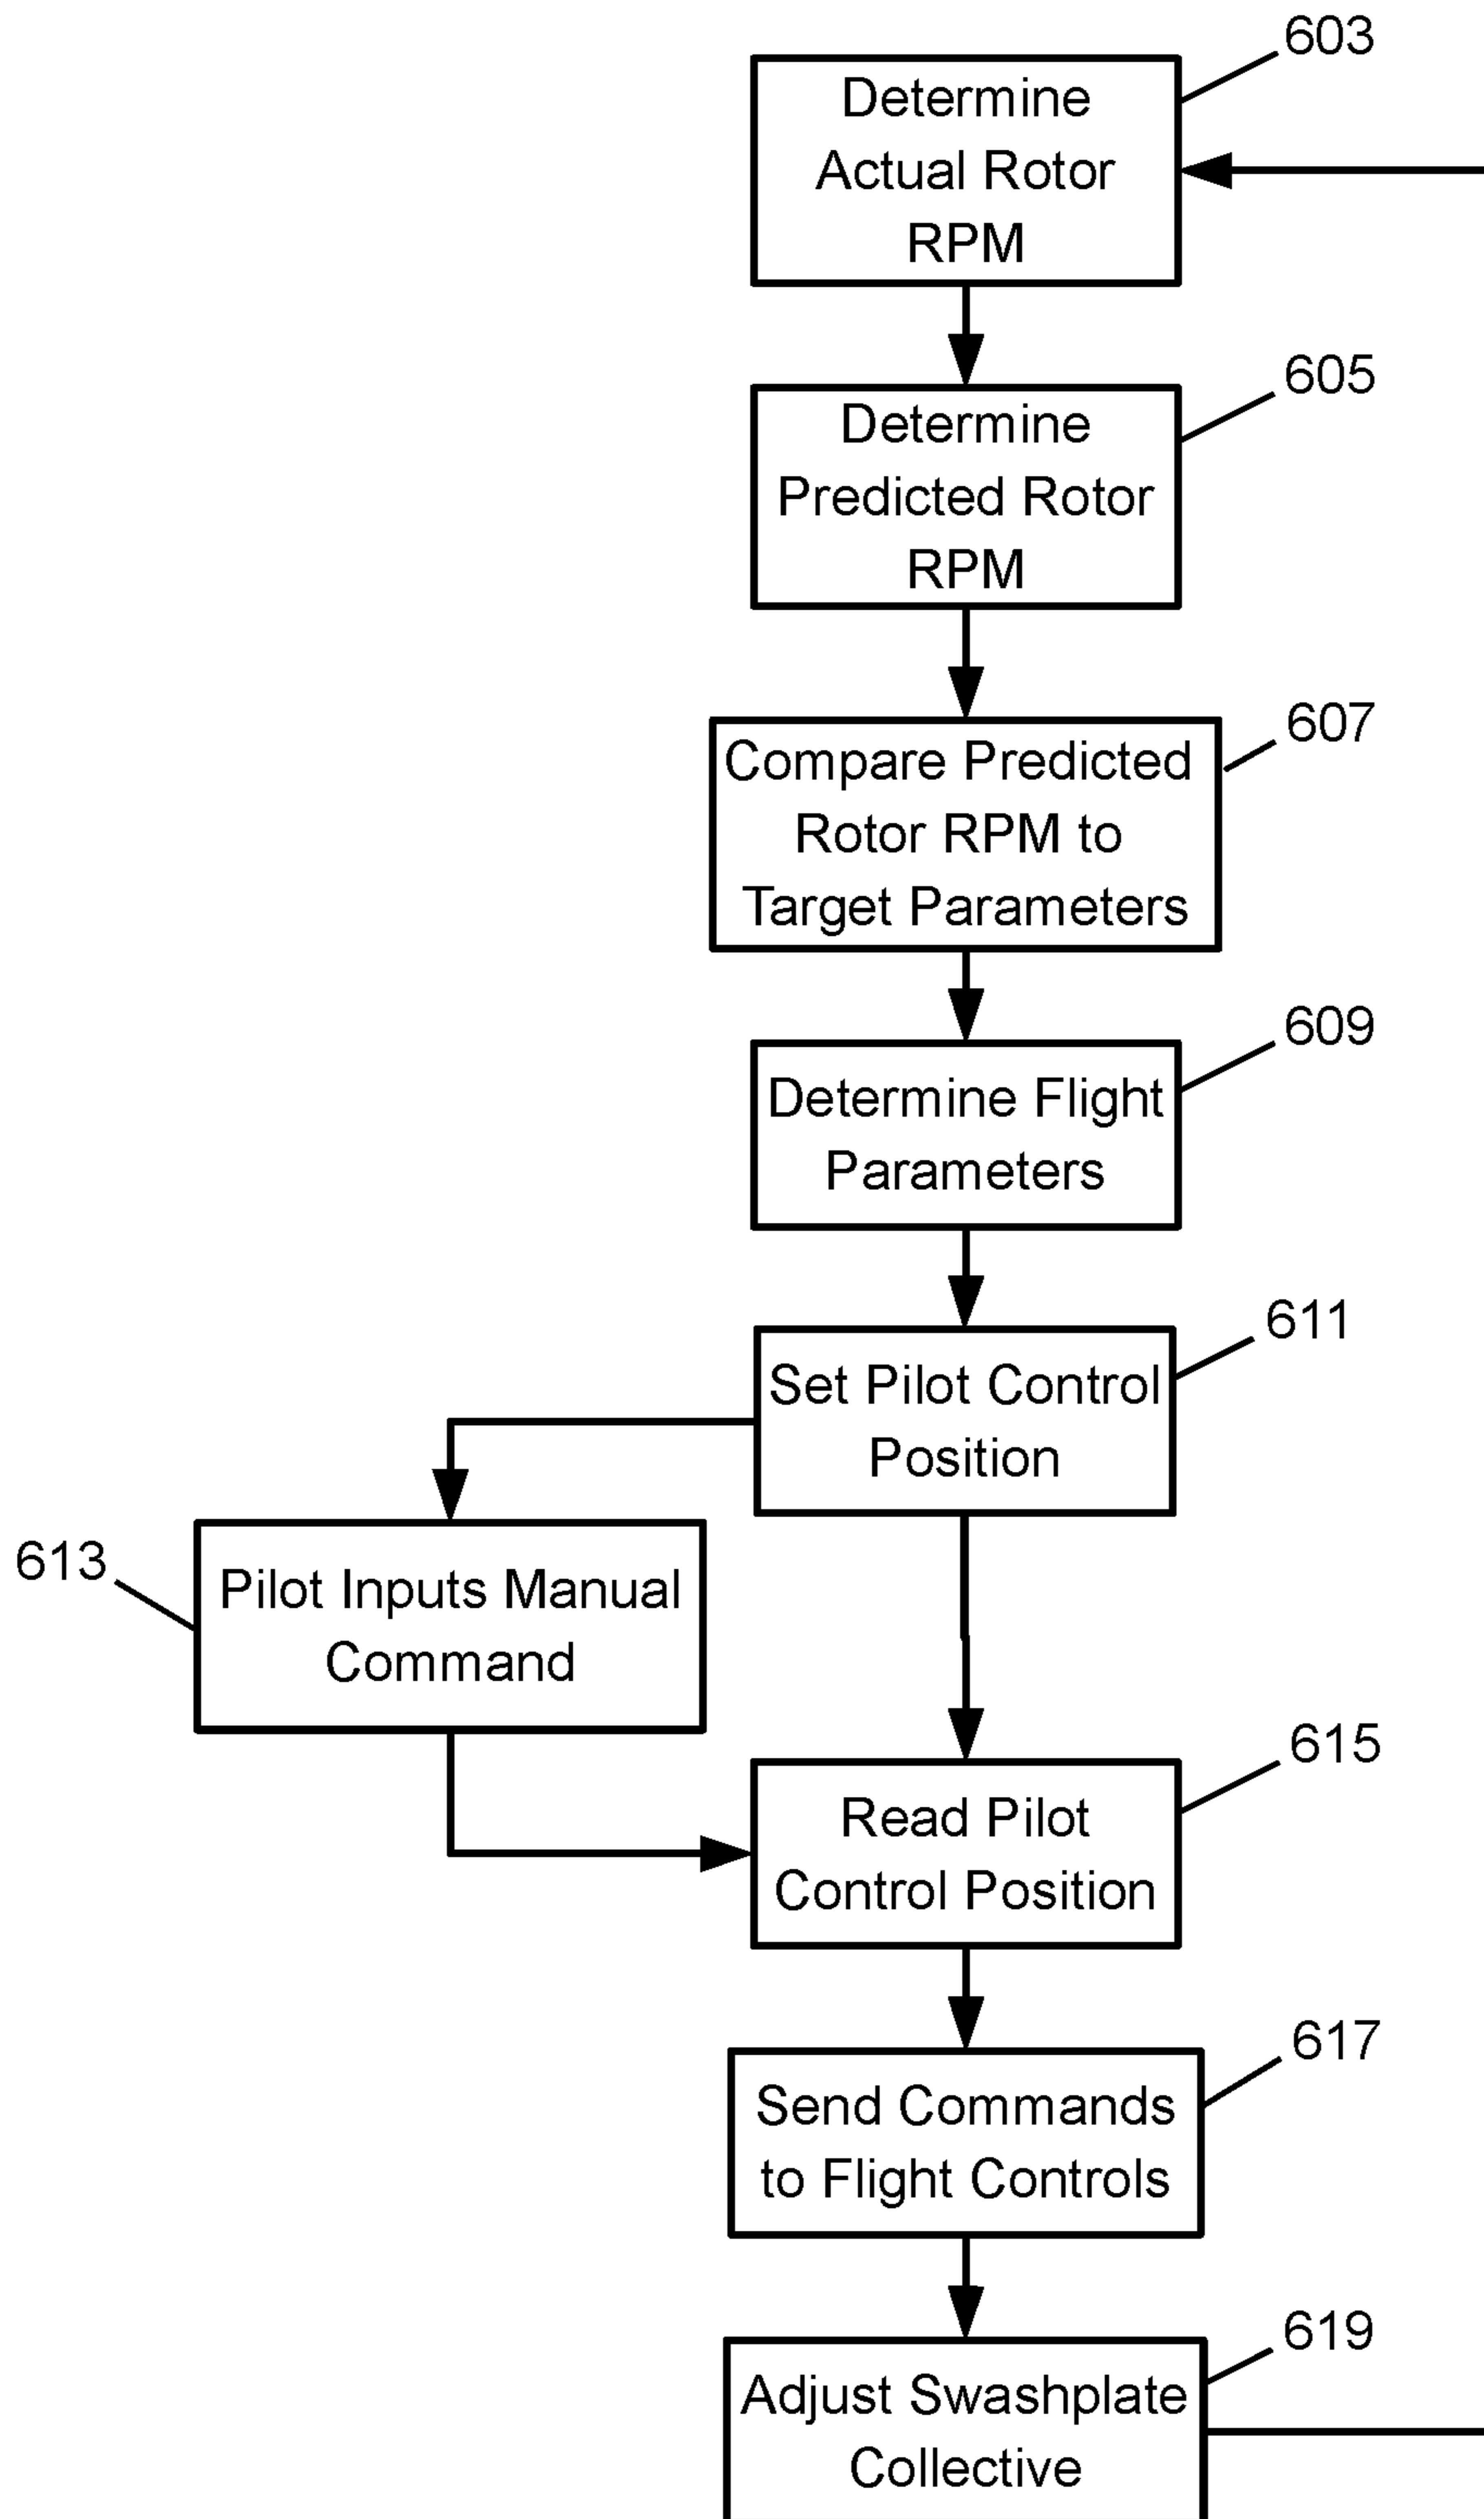 603
Determine
Actual Rotor
RPM
605
Determine
Predicted Rotor
RPM
607
Compare Predicted
Rotor RPM to
Target Parameters
609
Determine Flight
Parameters
611
Set Pilot Control
Position
613
Pilot Inputs Manual
Command
615
Read Pilot
Control Position
617
Send Commands
to Flight Controls
619
Adjust Swashplate
Collective